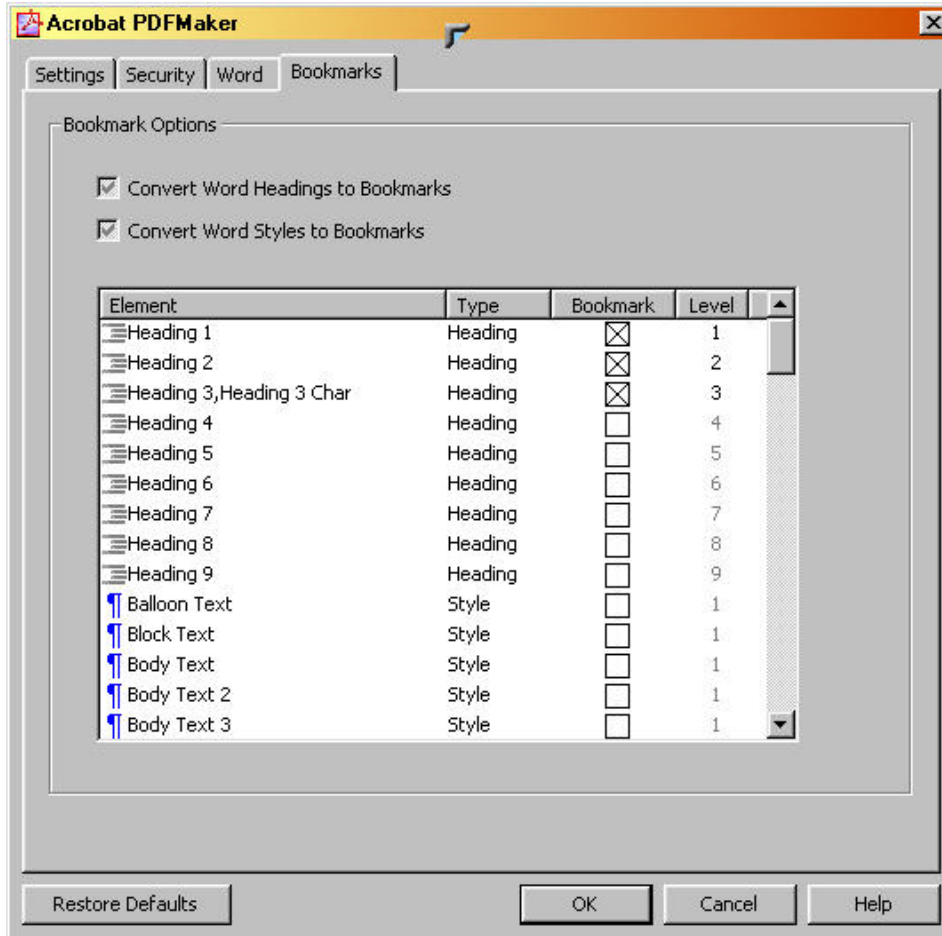 Acrobat PDFMaker
Settings Security Word Bookmarks
Bookmark Options
Convert Word Headings to Bookmarks
Convert Word Styles to Bookmarks
Element Type Bookmark Level
Heading 1 Heading 1
Heading 2 Heading 2
Heading 3,Heading 3 Char Heading 3
Heading 4 Heading 4
Heading 5 Heading 5
Heading 6 Heading 6
Heading 7 Heading 7
Heading 8 Heading 8
Heading 9 Heading 9
¶ Balloon Text Style 1
¶ Block Text Style 1
¶ Body Text Style 1
¶ Body Text 2 Style 1
¶ Body Text 3 Style 1
Restore Defaults OK Cancel Help